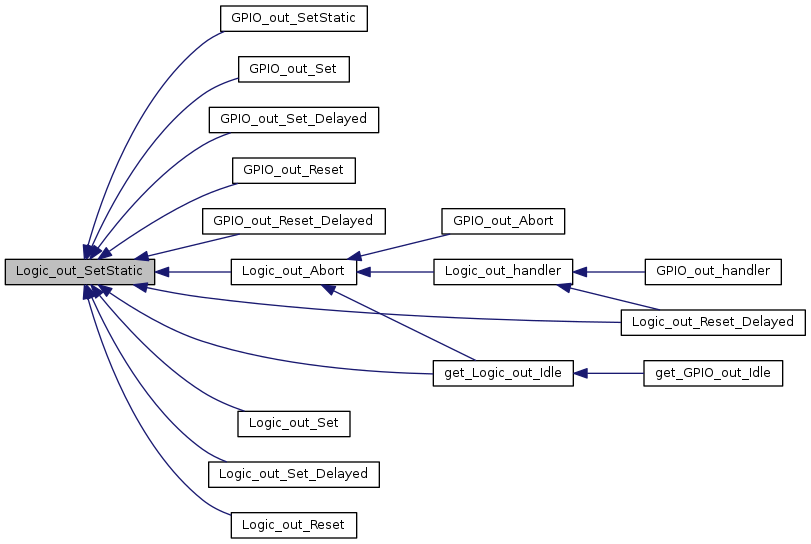 GPIO_out_SetStatic
GPIO_out_Set
GPIO_out_Set_Delayed
GPIO_out_Reset
GPIO_out_Reset_Delayed
GPIO_out_Abort
Logic_out_SetStatic
Logic_out_Abort
Logic_out_handler
GPIO_out_handler
Logic_out_Reset_Delayed
get_Logic_out_Idle
get_GPIO_out_Idle
Logic_out_Set
Logic_out_Set_Delayed
Logic_out_Reset